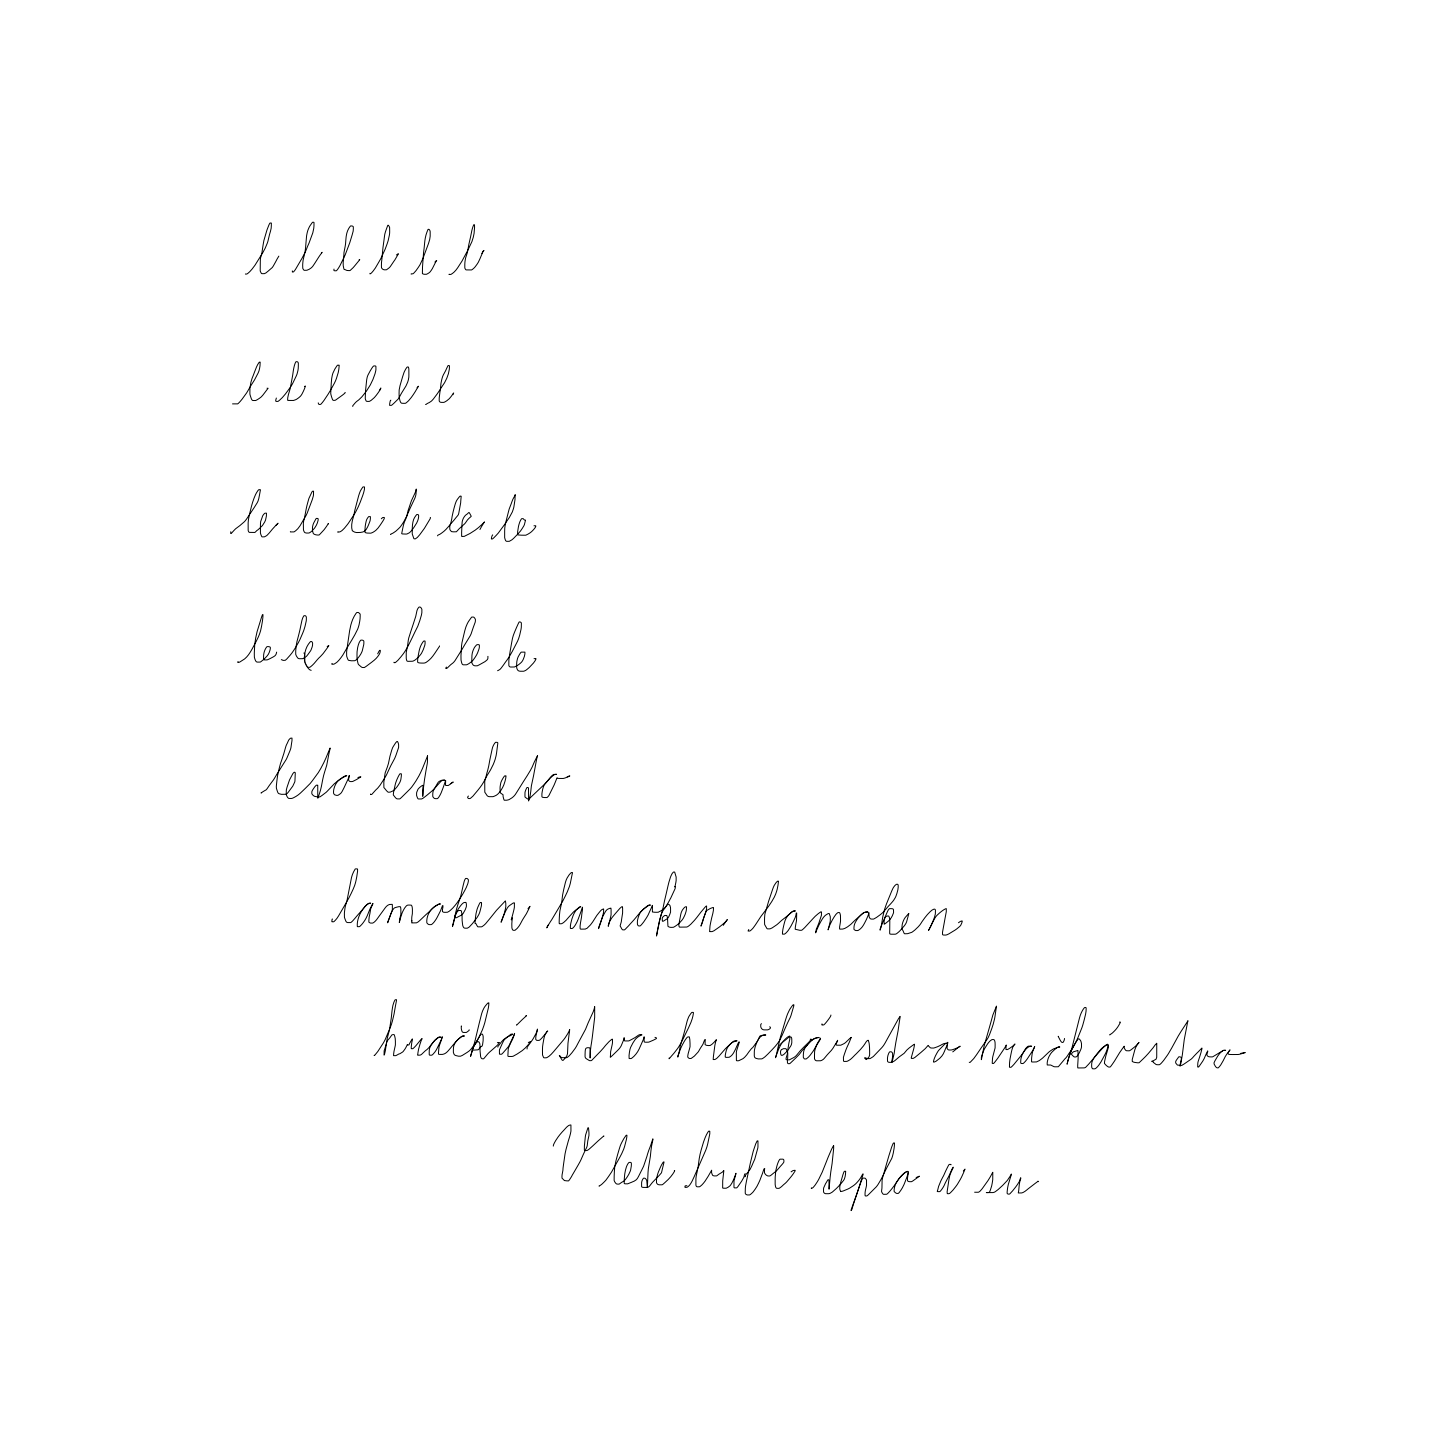 l l l l l l
l l l l l l
le le le le le le
le le le le le le
leto leto leto
lamoken lamoken lamoken
hračkárstvo hračkárstvo hračkárstvo
V lete bube teplo a su